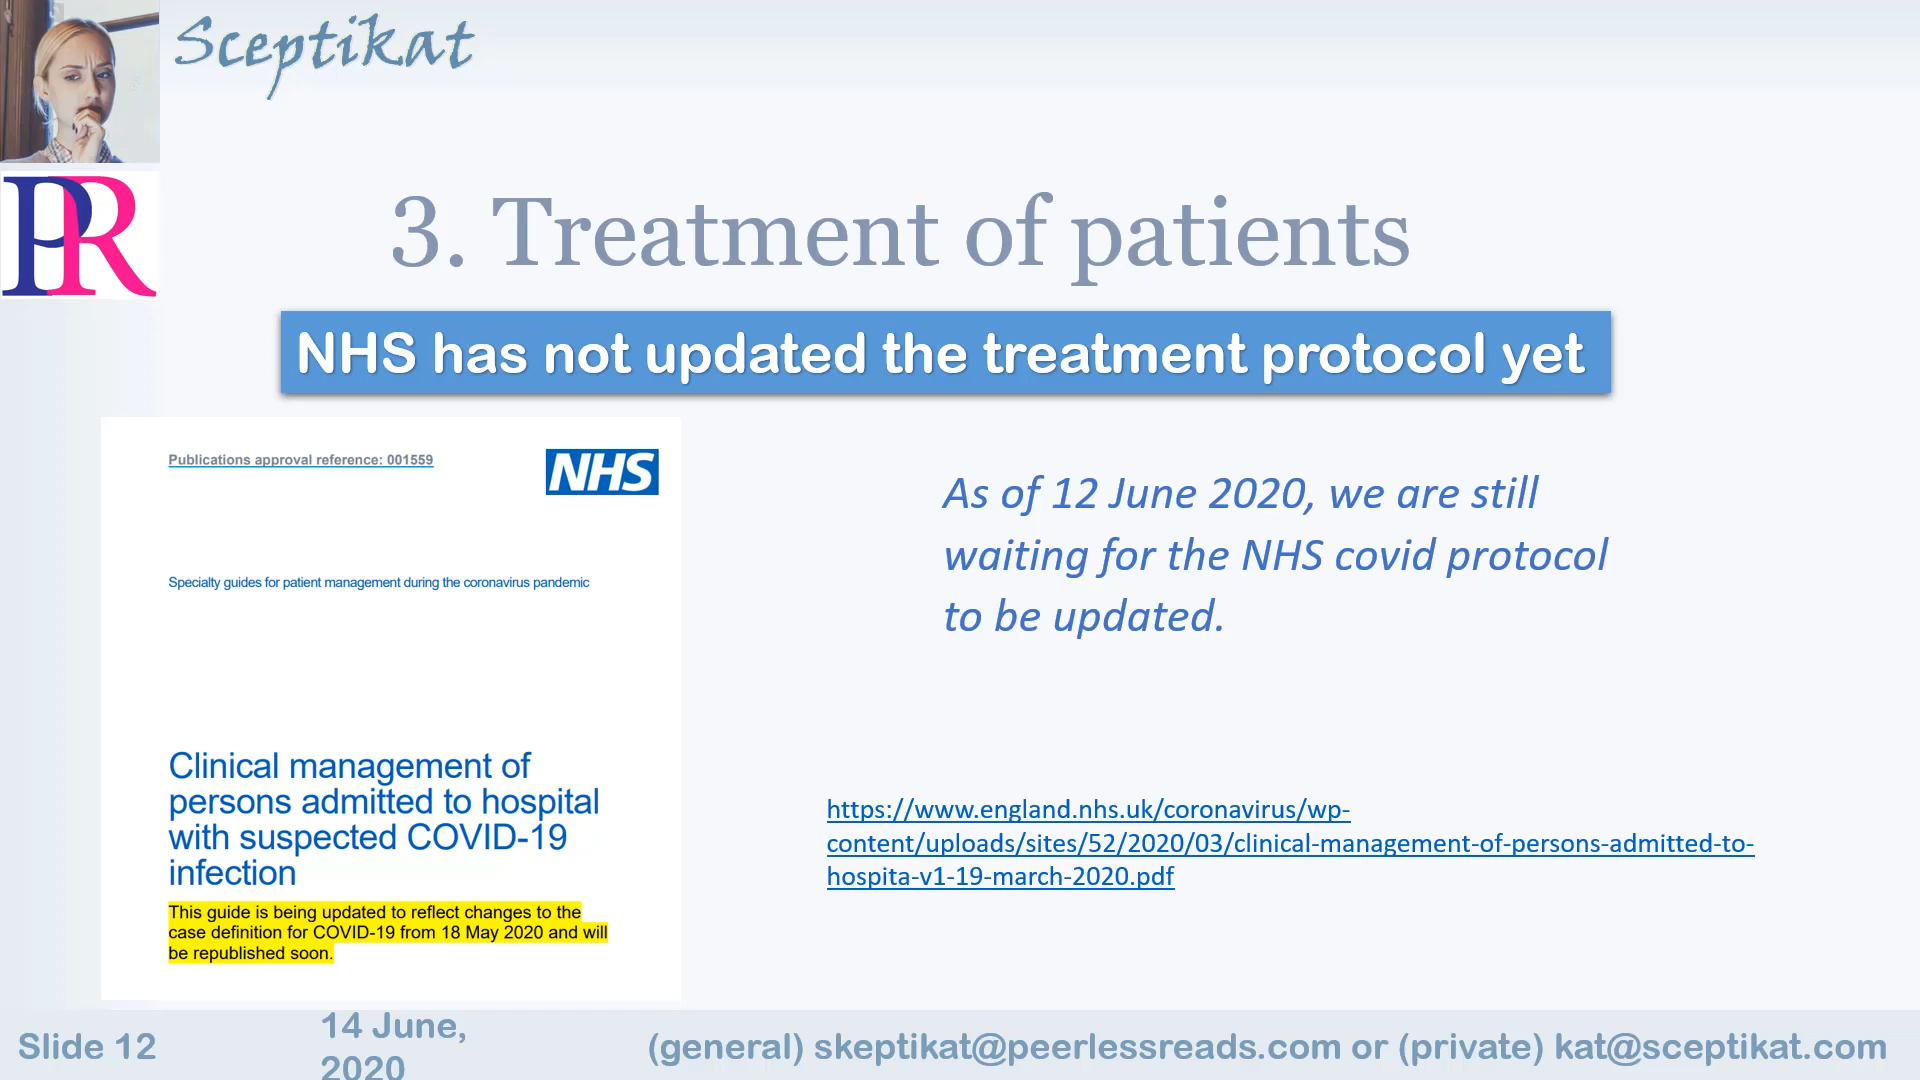 Sceptikat
PR
3. Treatment of patients
NHS has not updated the treatment protocol yet
Publications approval reference: 001559
NHS
Specialty guides for patient management during the coronavirus pandemic
Clinical management of
persons admitted to hospital
with suspected COVID-19
infection
This guide is being updated to reflect changes to the
case definition for COVID-19 from 18 May 2020 and will
be republished soon.
As of 12 June 2020, we are still
waiting for the NHS covid protocol
to be updated.
https://www.england.nhs.uk/coronavirus/wp-
content/uploads/sites/52/2020/03/clinical-management-of-persons-admitted-to-
hospita-v1-19-march-2020.pdf
Slide 12
14 June,
2020
(general) skeptikat@peerlessreads.com or (private) kat@sceptikat.com